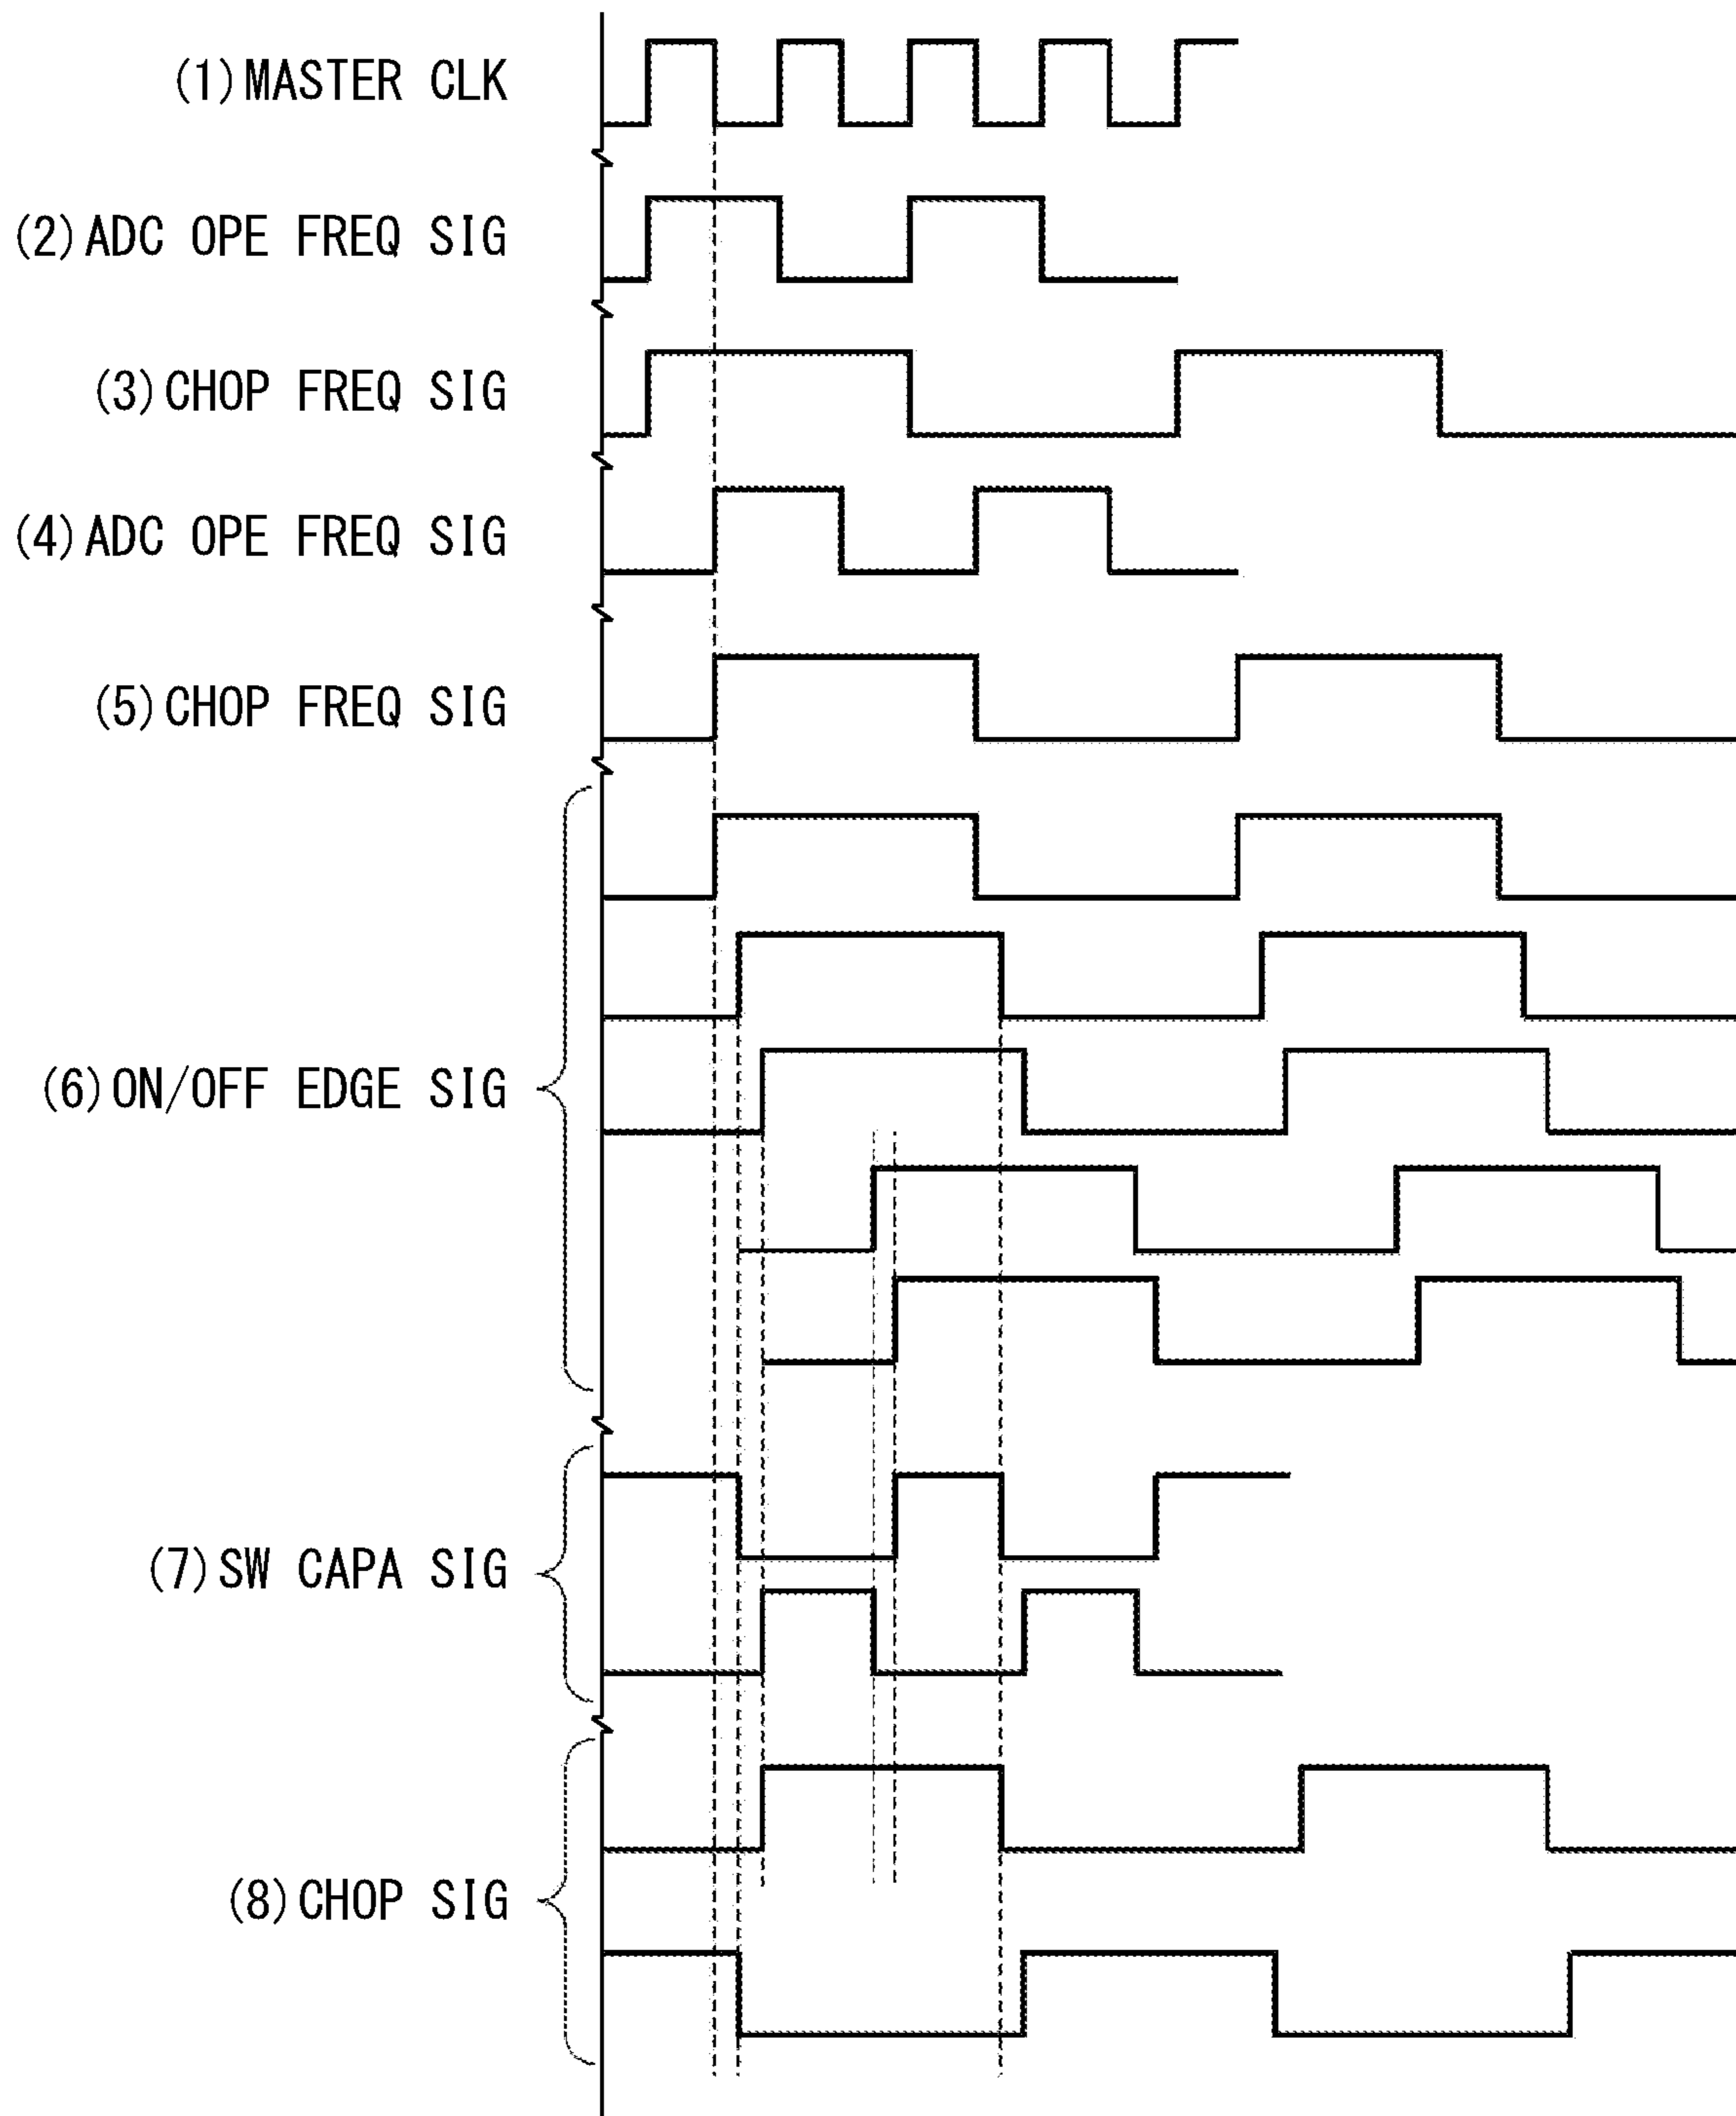 (1) MASTER CLK
(2) ADC OPE FREQ SIG
(3) CHOP FREQ SIG
(4) ADC OPE FREQ SIG
(5) CHOP FREQ SIG
(6) ON/OFF EDGE SIG
(7) SW CAPA SIG
(8) CHOP SIG